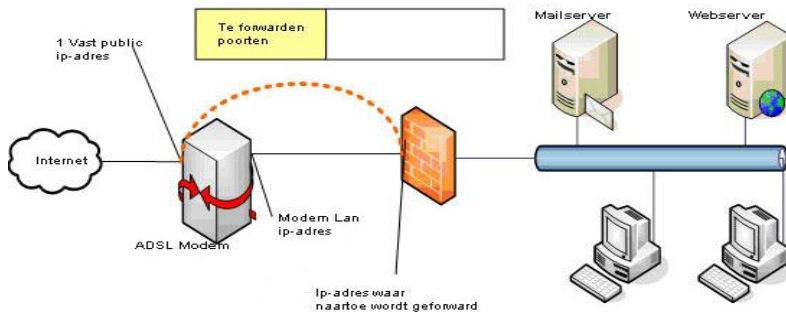 Te forwarden
poorten
Mailserver
Webserver
1 Vast public
ip-adres
Internet
Modem Lan
ip-adres
ADSL Modem
Ip-adres waar
naartoe wordt geforward